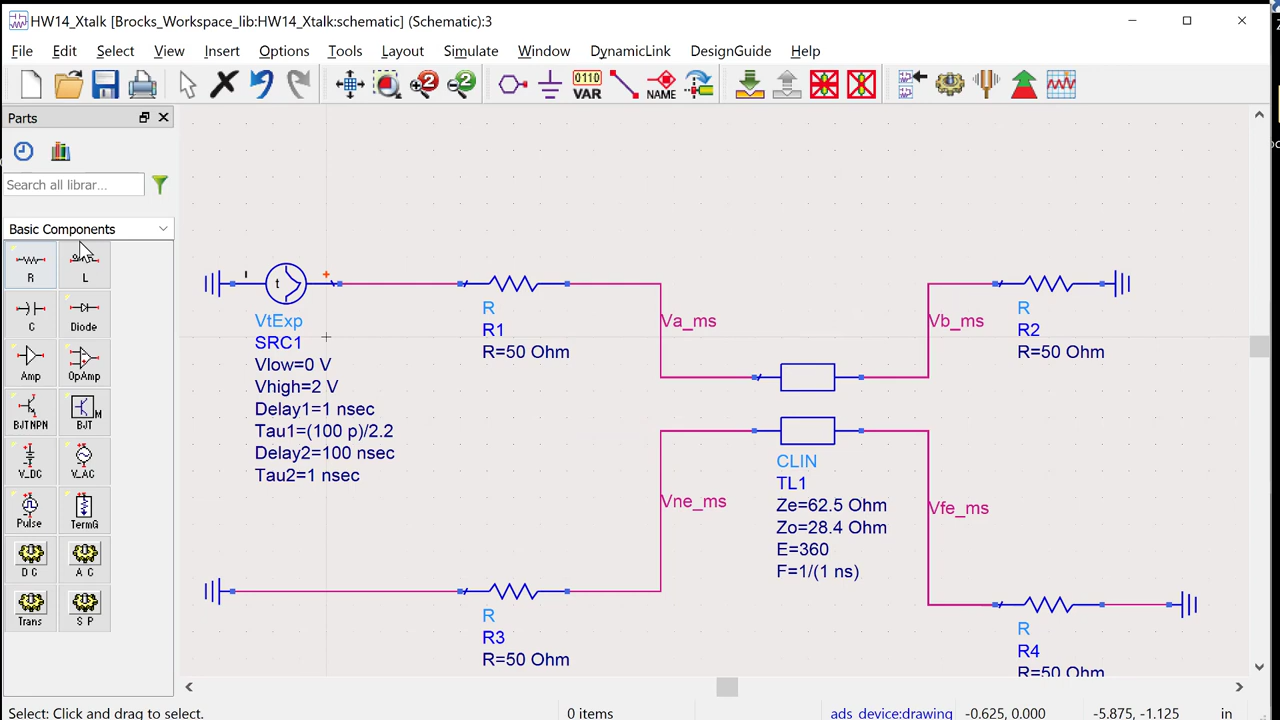 HW14_Xtalk [Brocks_Workspace_lib:HW14_Xtalk:schematic] (Schematic):3
File Edit Select View Insert Options Tools Layout Simulate Window DynamicLink DesignGuide Help
2 2 0110 VAR NAME
Parts
Search all librar...
Basic Components
R L
C Diode
Amp OpAmp
BJTNPN BJT M
V_DC V_AC
Pulse TermG
D C A C
Trans S P
t
VtExp
SRC1
Vlow=0 V
Vhigh=2 V
Delay1=1 nsec
Tau1=(100 p)/2.2
Delay2=100 nsec
Tau2=1 nsec
R
R1
R=50 Ohm
Va_ms
Vb_ms
R
R2
R=50 Ohm
Vne_ms
CLIN
TL1
Ze=62.5 Ohm
Zo=28.4 Ohm
E=360
F=1/(1 ns)
Vfe_ms
R
R3
R=50 Ohm
R
R4
R=50 Ohm
Select: Click and drag to select. 0 items ads_device:drawing -0.625, 0.000 -5.875, -1.125 in